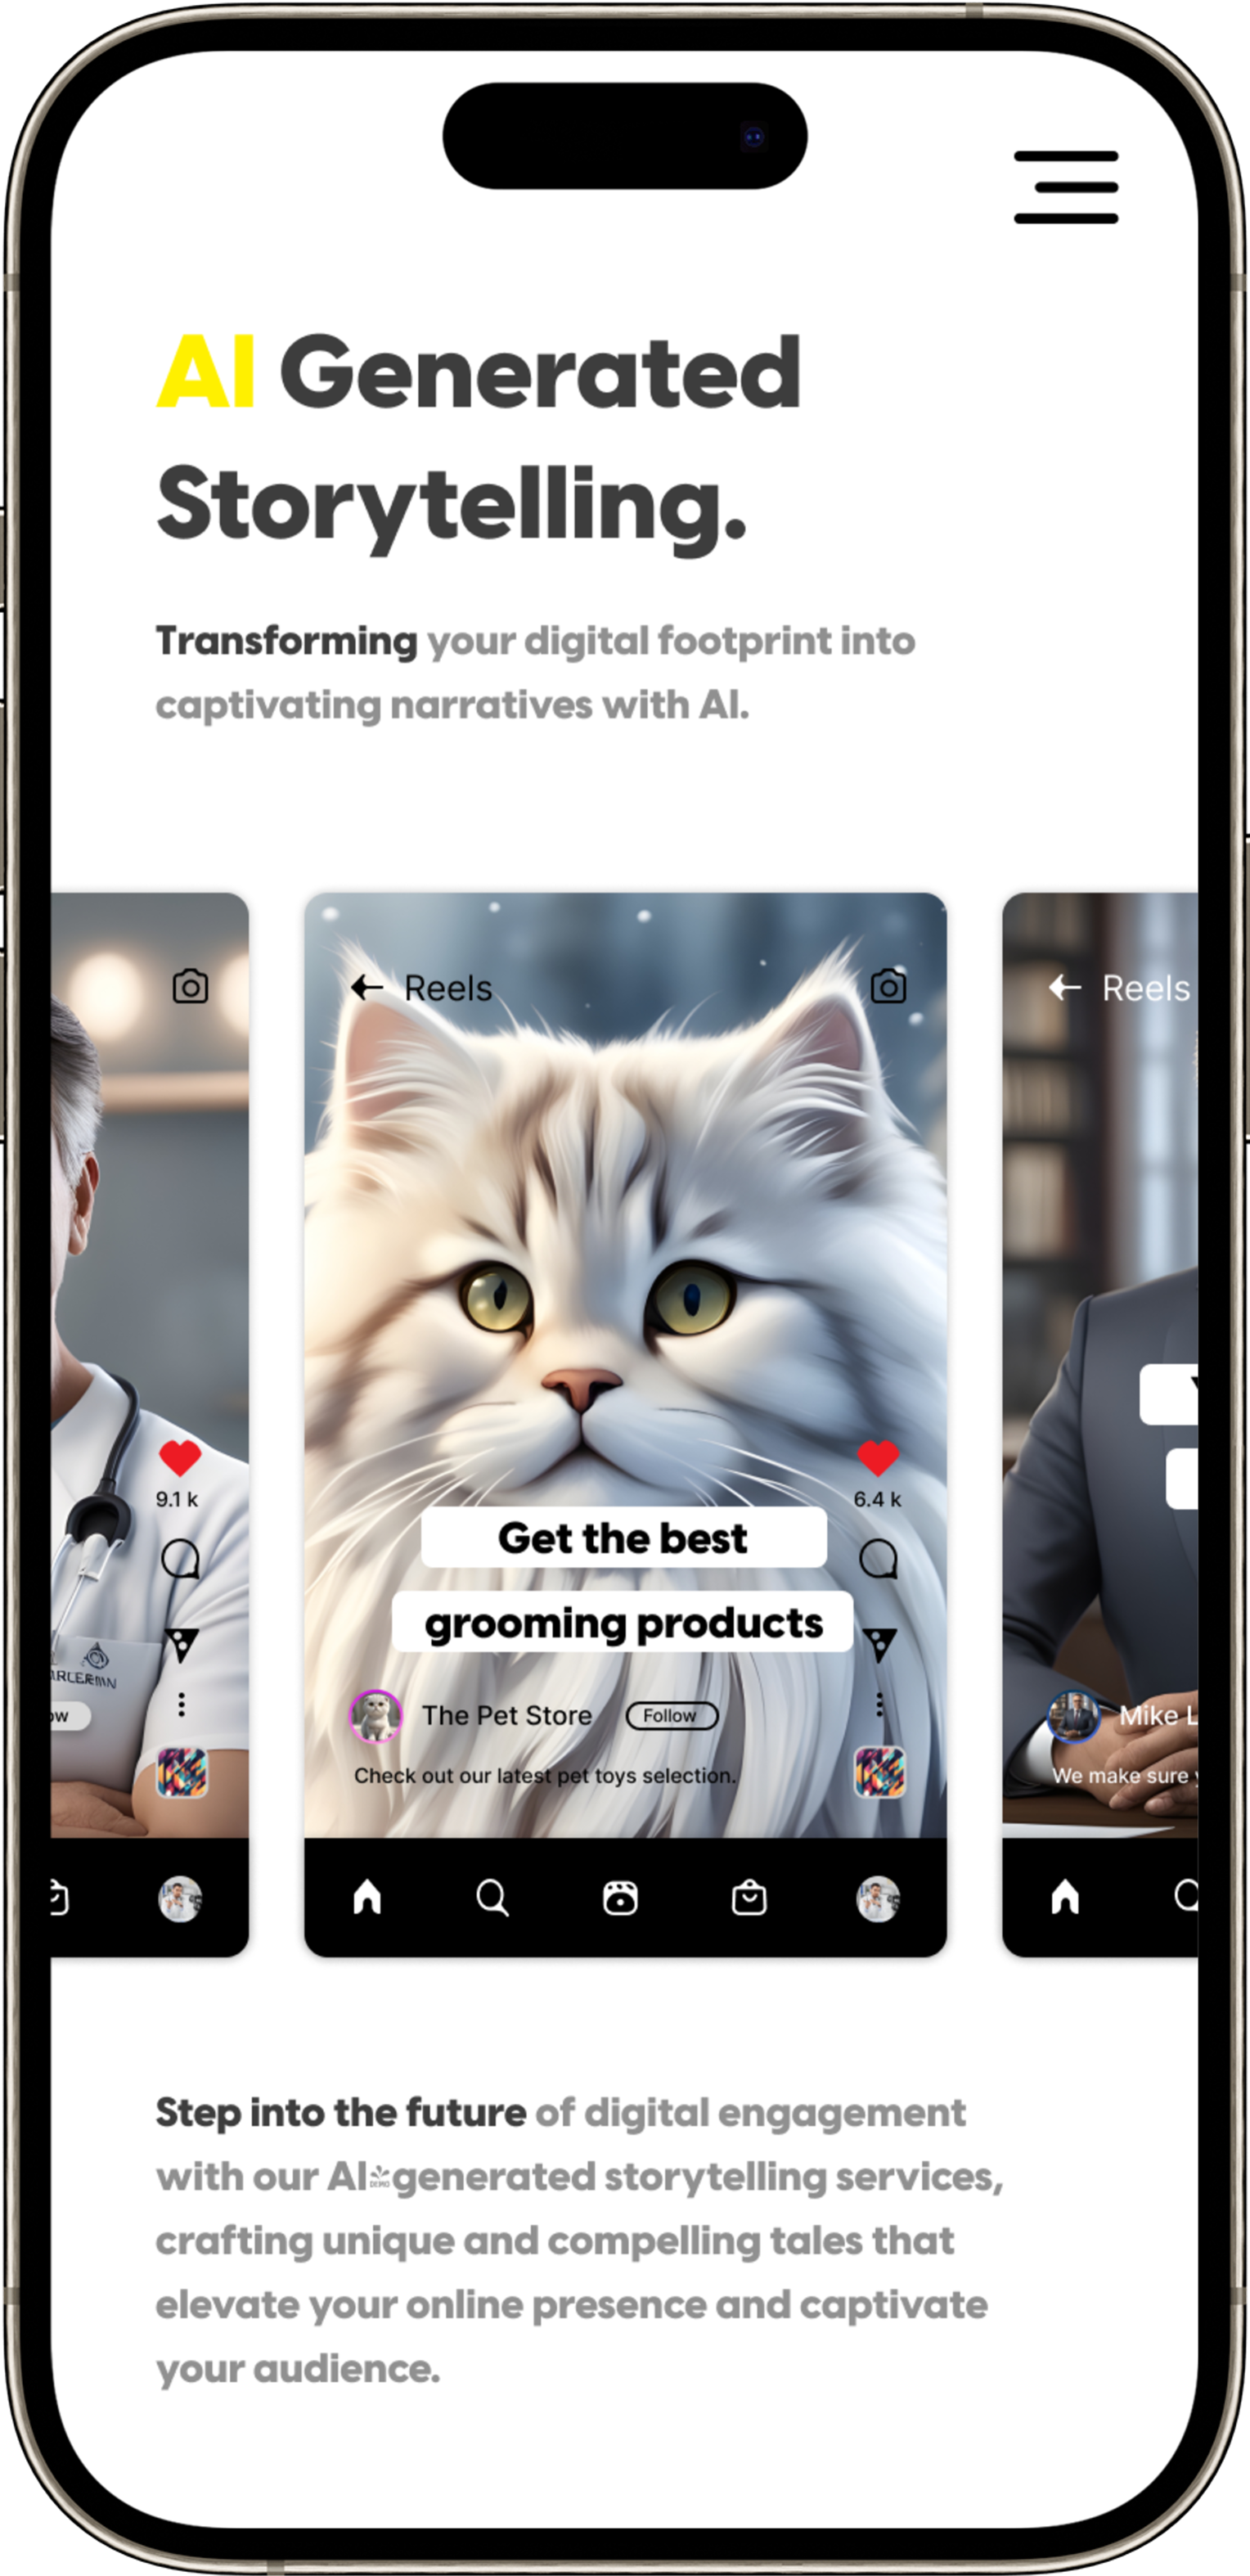 AI Generated
Storytelling.
Transforming your digital footprint into
captivating narratives with AI.
9.1 k
Reels
6.4 k
Get the best
grooming products
The Pet Store
Follow
Check out our latest pet toys selection.
Reels
Mike L
We make sure
Step into the future of digital engagement
with our AI generated storytelling services,
crafting unique and compelling tales that
elevate your online presence and captivate
your audience.